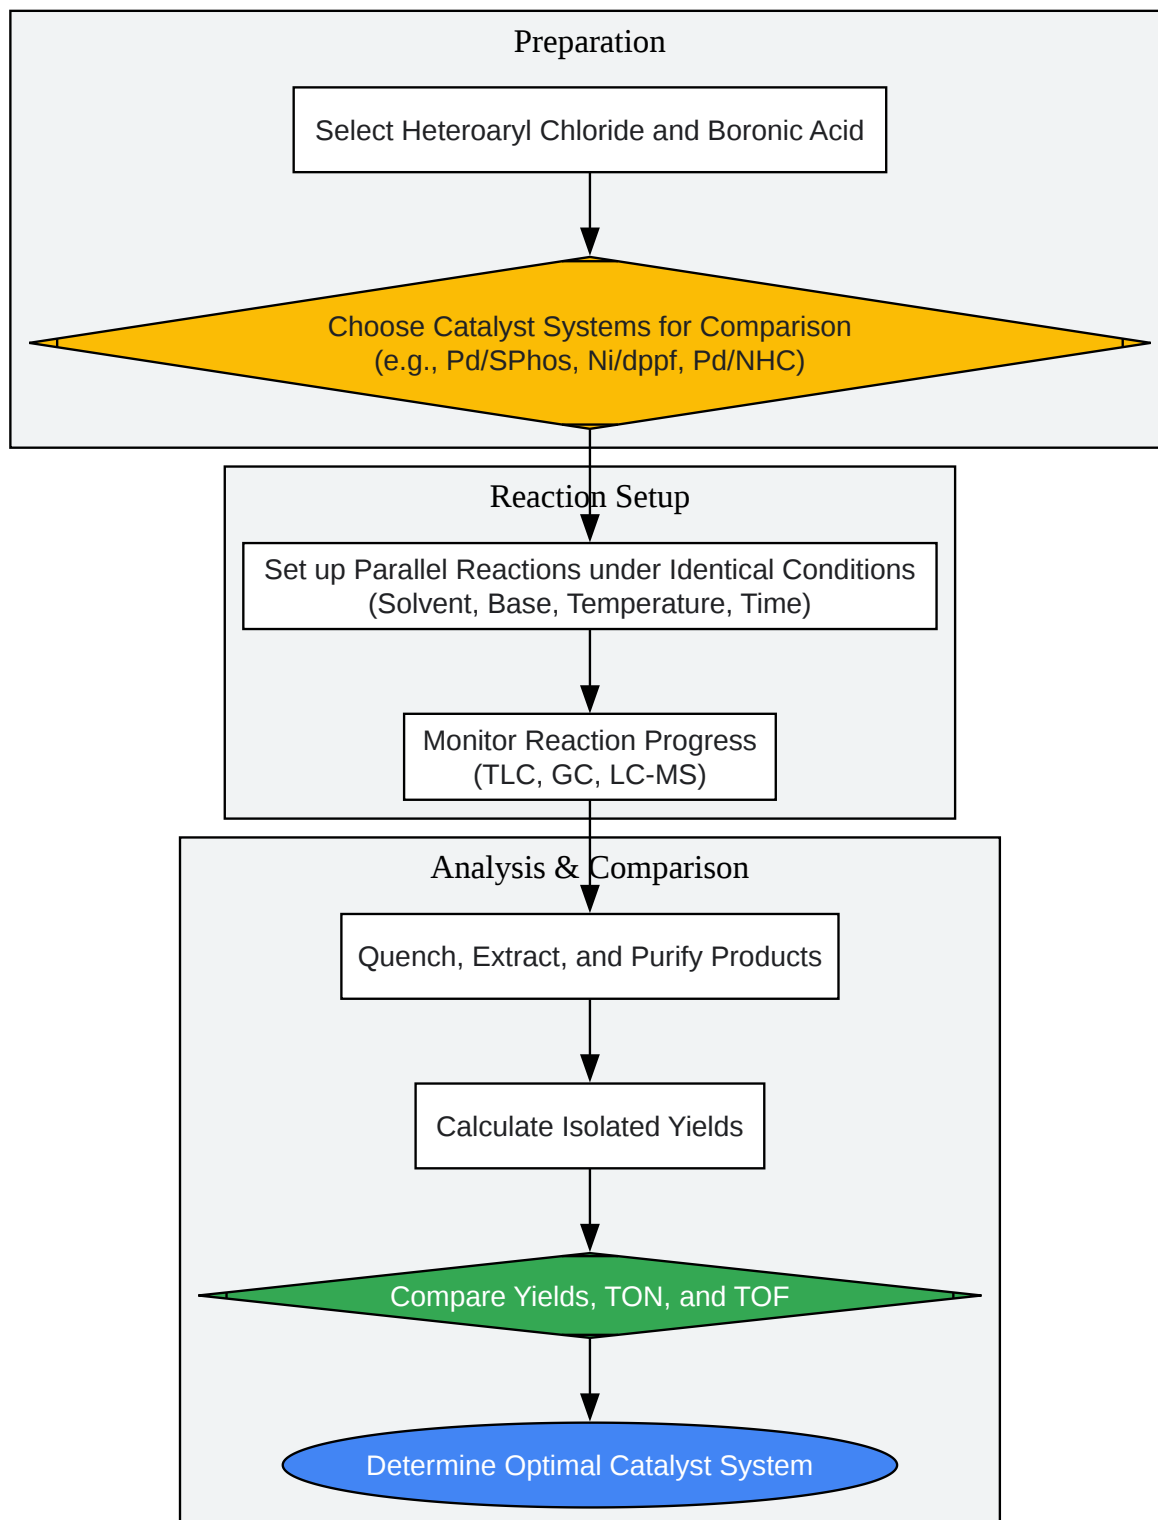 Preparation
Select Heteroaryl Chloride and Boronic Acid
Choose Catalyst Systems for Comparison
(e.g., Pd/SPhos, Ni/dppf, Pd/NHC)
Reaction Setup
Set up Parallel Reactions under Identical Conditions
(Solvent, Base, Temperature, Time)
Monitor Reaction Progress
(TLC, GC, LC-MS)
Analysis & Comparison
Quench, Extract, and Purify Products
Calculate Isolated Yields
Compare Yields, TON, and TOF
Determine Optimal Catalyst System